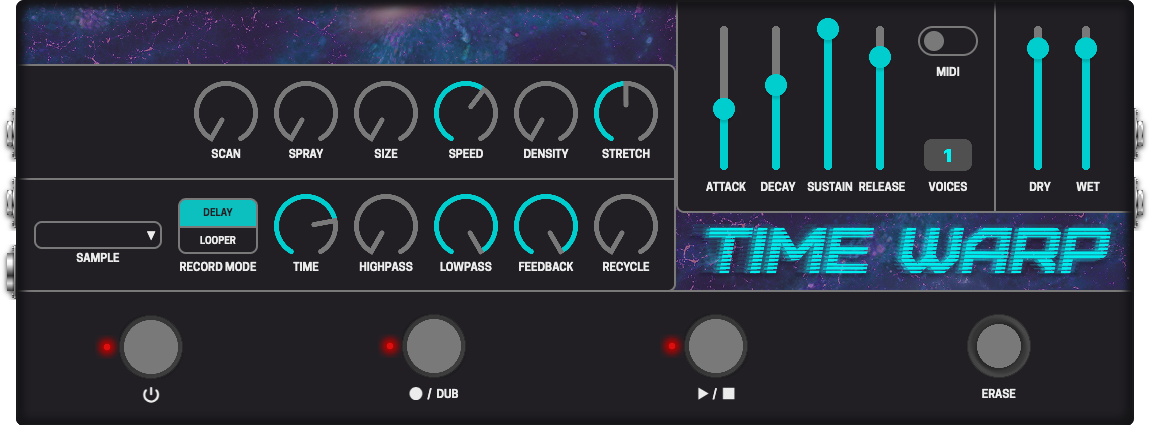 SCAN SPRAY SIZE SPEED DENSITY STRETCH
MIDI
1
ATTACK DECAY SUSTAIN RELEASE VOICES DRY WET
DELAY
LOOPER
SAMPLE RECORD MODE TIME HIGHPASS LOWPASS FEEDBACK RECYCLE
TIME WARP
/ DUB
/
ERASE